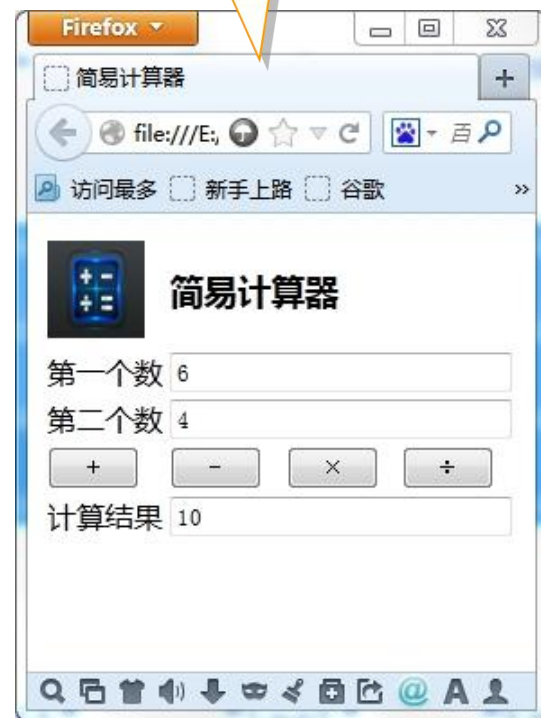 Firefox
简易计算器
file:///E:, 百
访问最多 新手上路 谷歌 »
简易计算器
第一个数 6
第二个数 4
+ - × ÷
计算结果 10